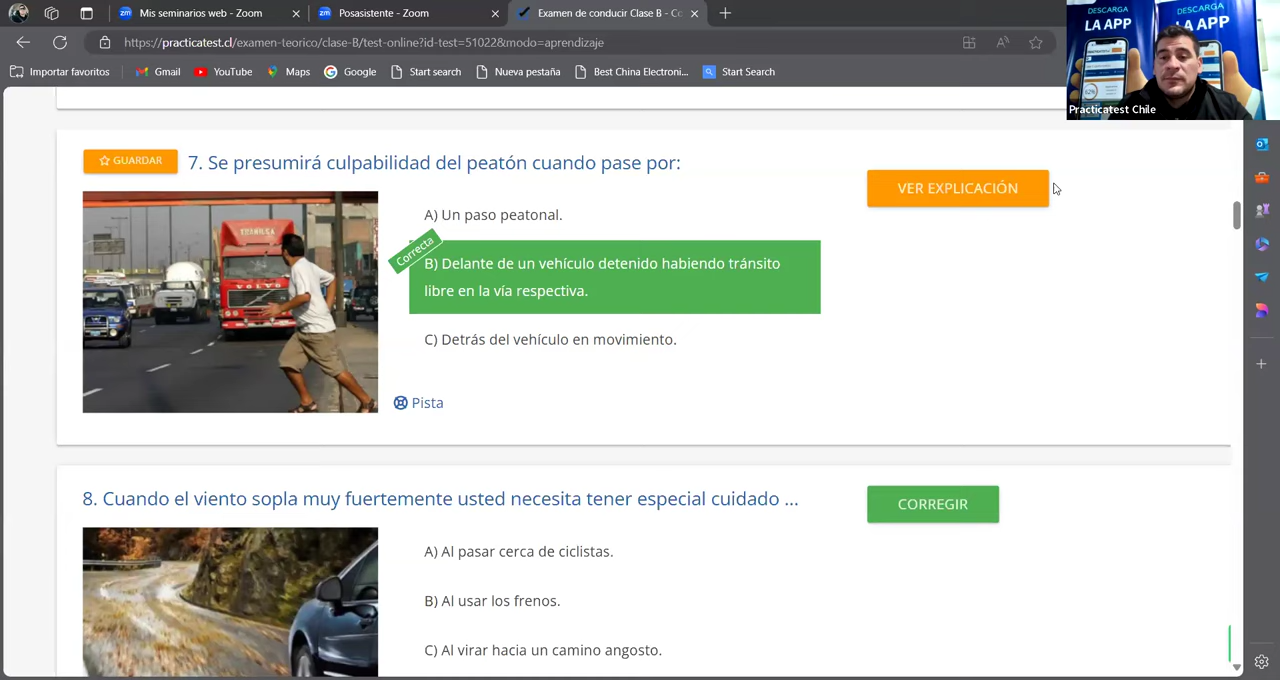 Mis seminarios web - Zoom
Posasistente - Zoom
Examen de conducir Clase B - Co
https://practicatest.cl/examen-teorico/clase-B/test-online?id-test=51022&modo=aprendizaje
Importar favoritos
Gmail
YouTube
Maps
Google
Start search
Nueva pestaña
Best China Electroni...
Start Search
DESCARGA
LA APP
DESCARGA
LA APP
Practicatest Chile
GUARDAR
7. Se presumirá culpabilidad del peatón cuando pase por:
VER EXPLICACIÓN
A) Un paso peatonal.
Correcta
B) Delante de un vehículo detenido habiendo tránsito
libre en la vía respectiva.
C) Detrás del vehículo en movimiento.
VOLVO
Pista
8. Cuando el viento sopla muy fuertemente usted necesita tener especial cuidado ...
CORREGIR
A) Al pasar cerca de ciclistas.
B) Al usar los frenos.
C) Al virar hacia un camino angosto.